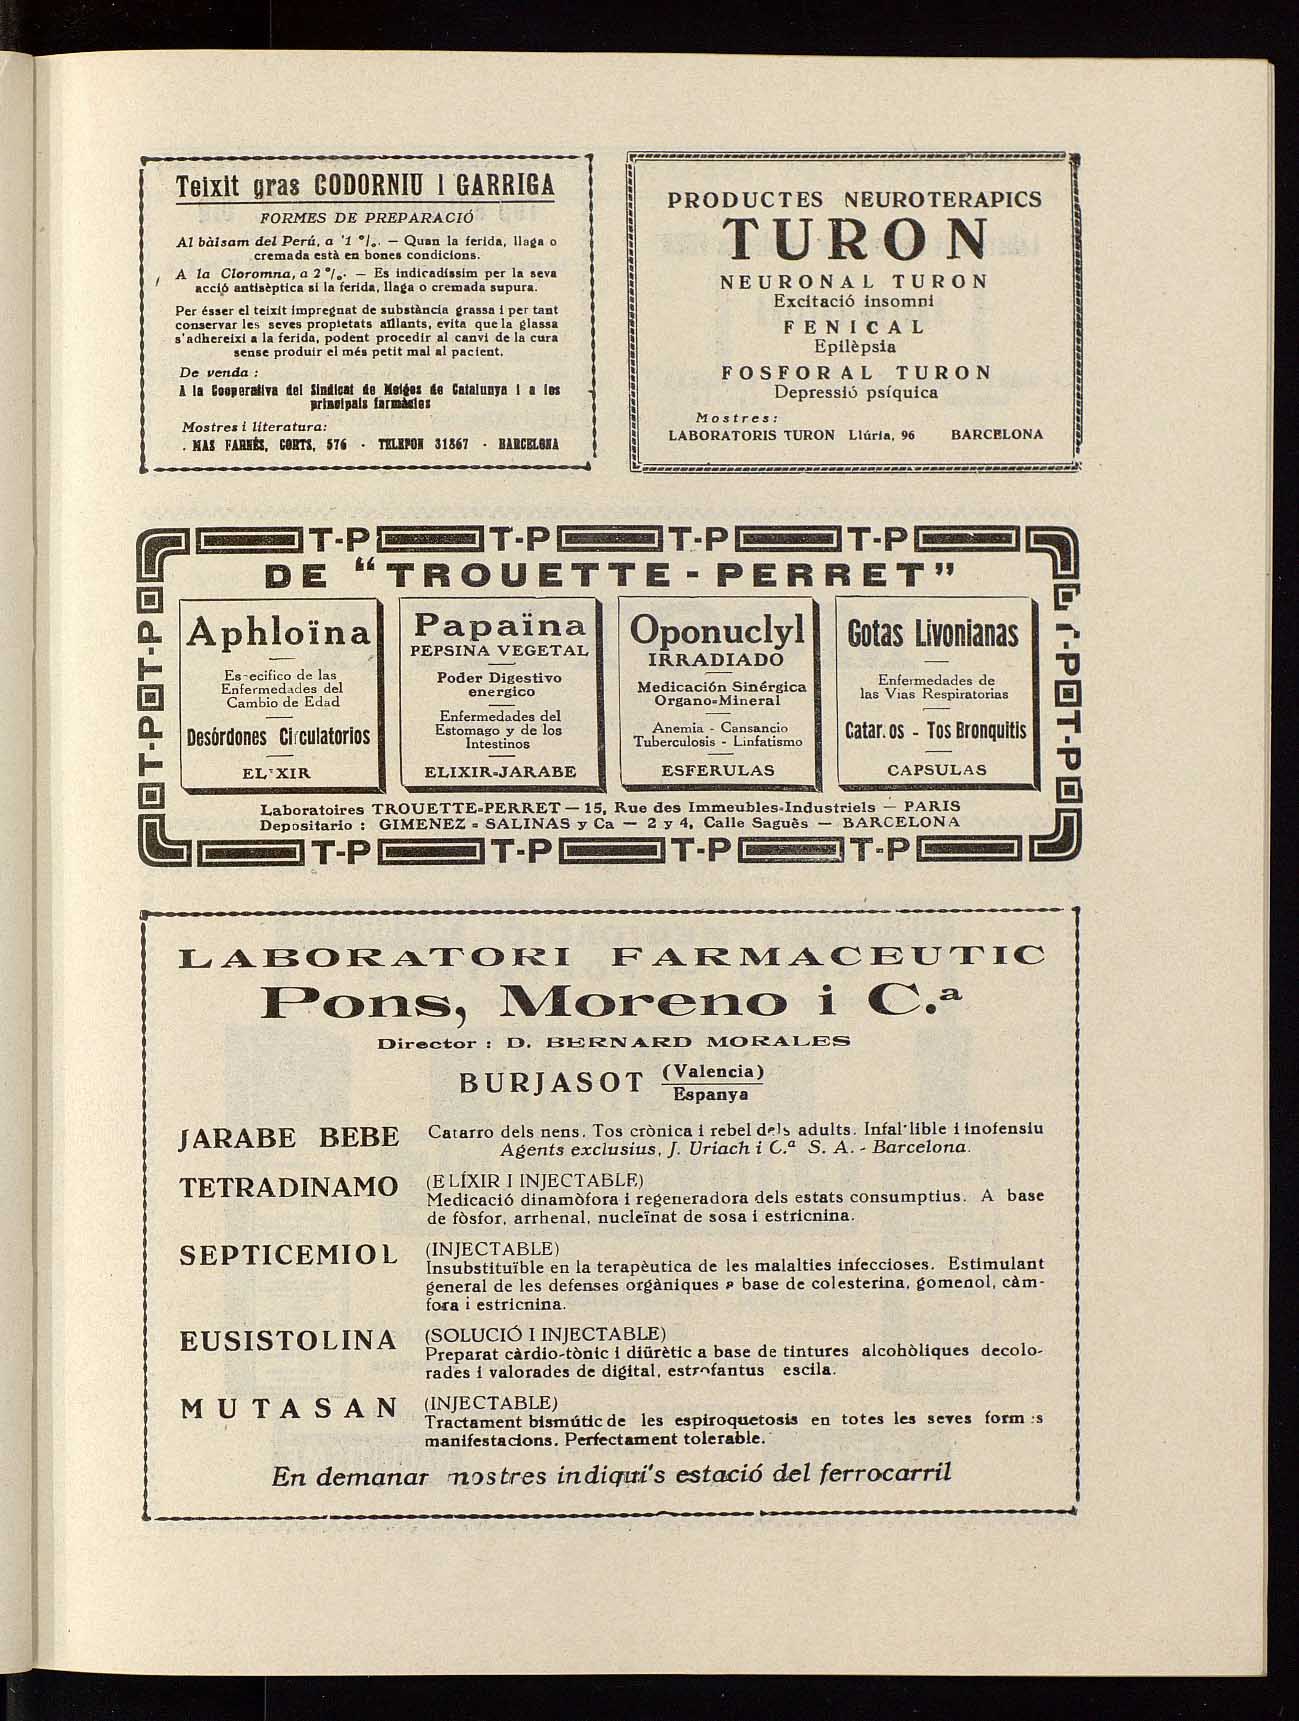 Teixit gras CODORNIU I GARRIGA
FORMES DE PREPARACIÓ
Al bàlsam del Perú, a 1 º/₀. — Quan la ferida, llaga o
cremada està en bones condicions.
A la Cloromna, a 2 º/₀. — Es indicadíssim per la seva
acció antisèptica si la ferida, llaga o cremada supura.
Per ésser el teixit impregnat de substància grassa i per tant
conservar les seves propietats aïllants, evita que la glassa
s'adhereixi a la ferida, podent procedir al canvi de la cura
sense produir el més petit mal al pacient.
De venda :
A la Cooperativa del Sindicat de Metges de Catalunya i a les
principals farmàcies
Mostres i literatura:
MAS FARNÉS, CORTS, 576 - TELEFON 31867 - BARCELONA
PRODUCTES NEUROTERAPICS
TURON
NEURONAL TURON
Excitació insomni
FENICAL
Epilèpsia
FOSFORAL TURON
Depressió psíquica
Mostres:
LABORATORIS TURON Llúria, 96 BARCELONA
T-P T-P T-P T-P
DE “TROUETTE-PERRET”
T-P
T-P
T-P
T-P
Aphloïna
Es-ecifico de las
Enfermedades del
Cambio de Edad
Desórdones Circulatorios
EL'XIR
Papaïna
PEPSINA VEGETAL
Poder Digestivo
energico
Enfermedades del
Estomago y de los
Intestinos
ELIXIR-JARABE
Oponuclyl
IRRADIADO
Medicación Sinérgica
Organo-Mineral
Anemia - Cansancio
Tuberculosis - Linfatismo
ESFERULAS
Gotas Livonianas
Enfermedades de
las Vias Respiratorias
Catar.os - Tos Bronquitis
CAPSULAS
Laboratoires TROUETTE-PERRET — 15, Rue des Immeubles-Industriels — PARIS
Depositario : GIMENEZ - SALINAS y Ca — 2 y 4, Calle Saguès — BARCELONA
T-P T-P T-P T-P
LABORATORI FARMACEUTIC
Pons, Moreno i C.ª
Director : D. BERNARD MORALES
BURJASOT (Valencia)
Espanya
JARABE BEBE
Catarro dels nens. Tos crònica i rebel dels adults. Infal·lible i inofensiu
Agents exclusius, J. Uriach i C.ª S. A. - Barcelona.
TETRADINAMO
(ELÍXIR I INJECTABLE)
Medicació dinamòfora i regeneradora dels estats consumptius. A base
de fòsfor, arrhenal, nucleïnat de sosa i estricnina.
SEPTICEMIOL
(INJECTABLE)
Insubstituïble en la terapèutica de les malalties infeccioses. Estimulant
general de les defenses orgàniques a base de colesterina, gomenol, càm-
fora i estricnina.
EUSISTOLINA
(SOLUCIÓ I INJECTABLE)
Preparat càrdio-tònic i diürètic a base de tintures alcohòliques decolo-
rades i valorades de digital, estrofantus escila.
MUTASAN
(INJECTABLE)
Tractament bismútic de les espiroquetosis en totes les seves form:s
manifestacions. Perfectament tolerable.
En demanar mostres indiqui's estació del ferrocarril